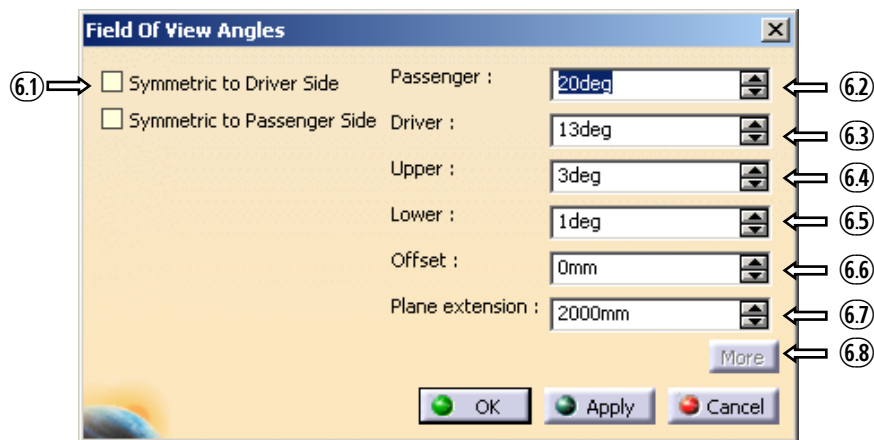 Field Of View Angles
6.1 Symmetric to Driver Side Passenger : 20deg 6.2
Symmetric to Passenger Side Driver : 13deg 6.3
Upper : 3deg 6.4
Lower : 1deg 6.5
Offset : 0mm 6.6
Plane extension : 2000mm 6.7
More 6.8
OK Apply Cancel